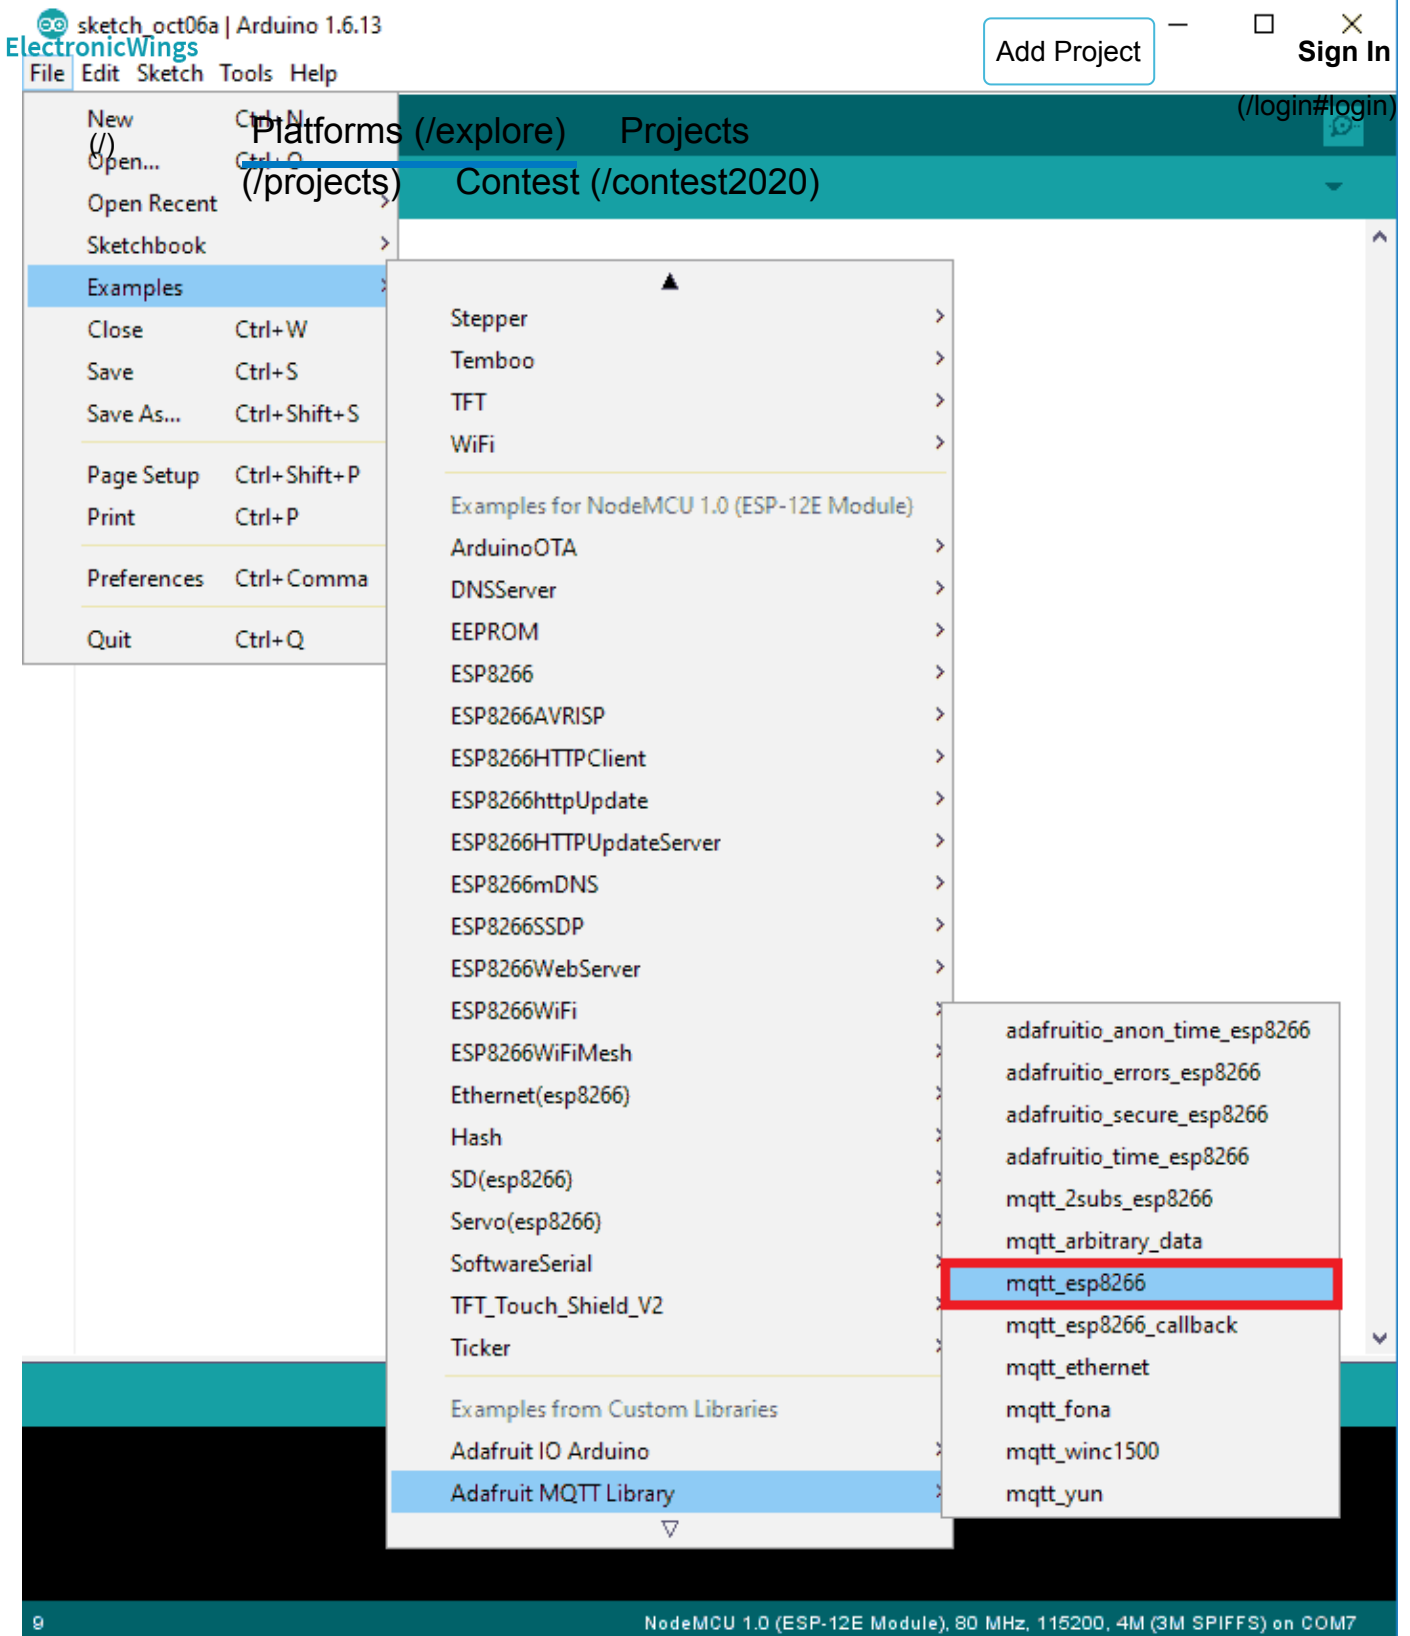 sketch_oct06a | Arduino 1.6.13
ElectronicWings
Add Project
Sign In
File Edit Sketch Tools Help
(/login#login)
New Ctrl+N
Platforms (/explore) Projects
(/)
Open... Ctrl+O
(/projects) Contest (/contest2020)
Open Recent >
Sketchbook >
Examples >
Close Ctrl+W
Save Ctrl+S
Save As... Ctrl+Shift+S
Page Setup Ctrl+Shift+P
Print Ctrl+P
Preferences Ctrl+Comma
Quit Ctrl+Q
Stepper >
Temboo >
TFT >
WiFi >
Examples for NodeMCU 1.0 (ESP-12E Module)
ArduinoOTA >
DNSServer >
EEPROM >
ESP8266 >
ESP8266AVRISP >
ESP8266HTTPClient >
ESP8266httpUpdate >
ESP8266HTTPUpdateServer >
ESP8266mDNS >
ESP8266SSDP >
ESP8266WebServer >
ESP8266WiFi >
ESP8266WiFiMesh >
Ethernet(esp8266) >
Hash >
SD(esp8266) >
Servo(esp8266) >
SoftwareSerial >
TFT_Touch_Shield_V2 >
Ticker >
Examples from Custom Libraries
Adafruit IO Arduino >
Adafruit MQTT Library >
adafruitio_anon_time_esp8266
adafruitio_errors_esp8266
adafruitio_secure_esp8266
adafruitio_time_esp8266
mqtt_2subs_esp8266
mqtt_arbitrary_data
mqtt_esp8266
mqtt_esp8266_callback
mqtt_ethernet
mqtt_fona
mqtt_winc1500
mqtt_yun
9
NodeMCU 1.0 (ESP-12E Module), 80 MHz, 115200, 4M (3M SPIFFS) on COM7